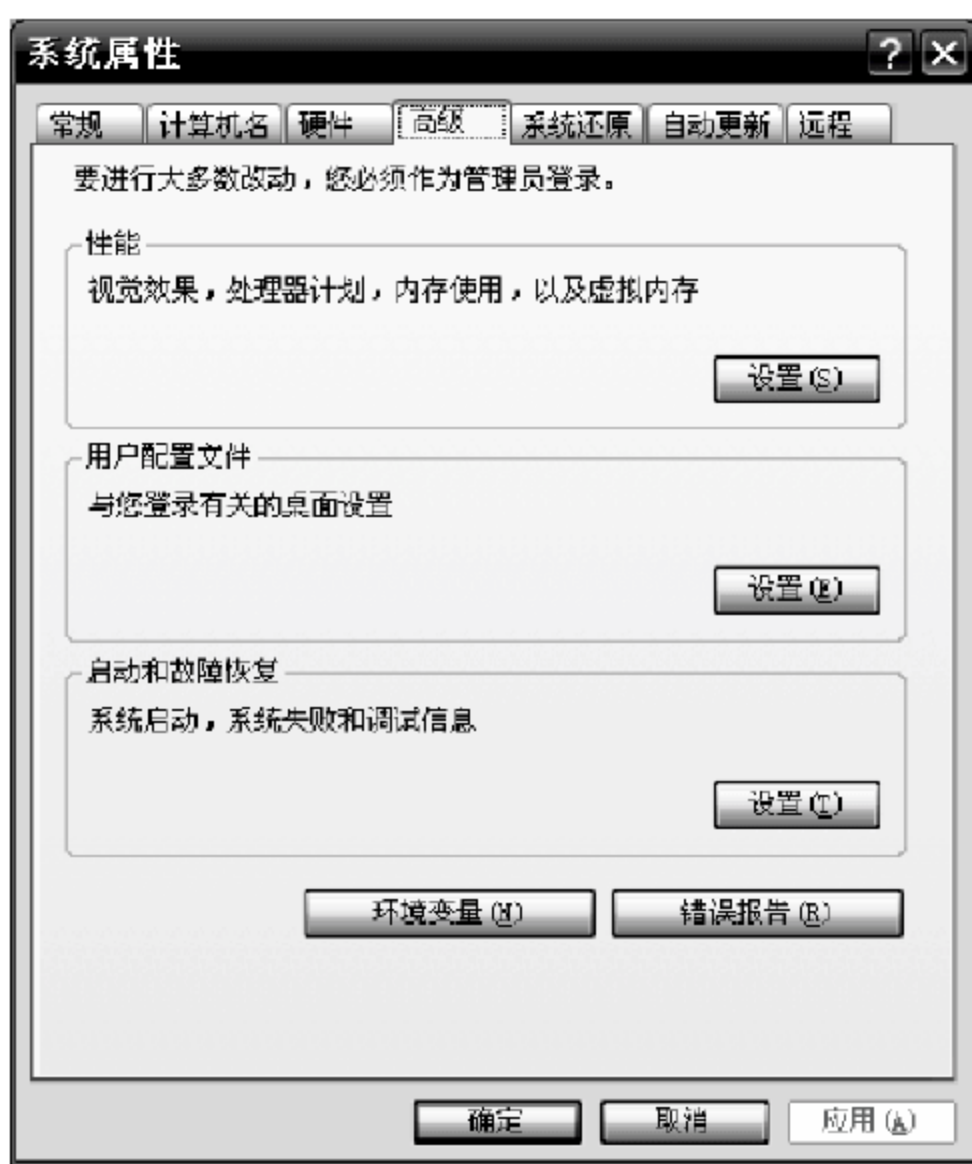 系统属性
常规 计算机名 硬件 高级 系统还原 自动更新 远程
要进行大多数改动，您必须作为管理员登录。
性能
视觉效果，处理器计划，内存使用，以及虚拟内存
设置(S)
用户配置文件
与您登录有关的桌面设置
设置(E)
启动和故障恢复
系统启动，系统失败和调试信息
设置(T)
环境变量(N) 错误报告(R)
确定 取消 应用(A)